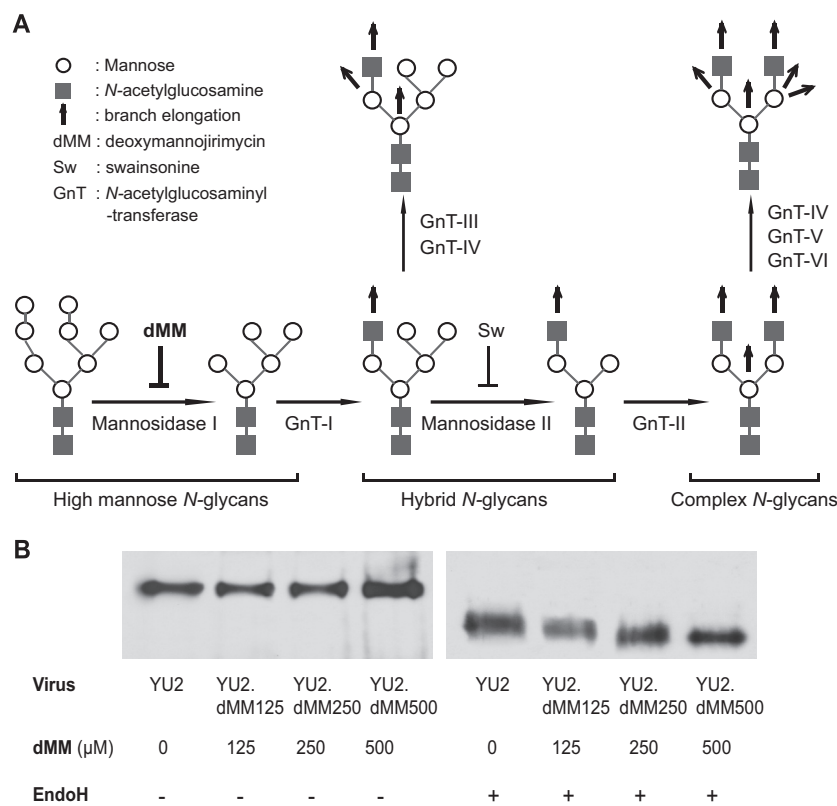 A
: Mannose
: N-acetylglucosamine
: branch elongation
dMM : deoxymannojirimycin
Sw : swainsonine
GnT : N-acetylglucosaminyl
-transferase
GnT-III
GnT-IV
GnT-IV
GnT-V
GnT-VI
dMM
Sw
Mannosidase I
GnT-I
Mannosidase II
GnT-II
High mannose N-glycans
Hybrid N-glycans
Complex N-glycans
B
Virus YU2 YU2. YU2. YU2. YU2 YU2. YU2. YU2.
dMM125 dMM250 dMM500 dMM125 dMM250 dMM500
dMM (µM) 0 125 250 500 0 125 250 500
EndoH - - - - + + + +